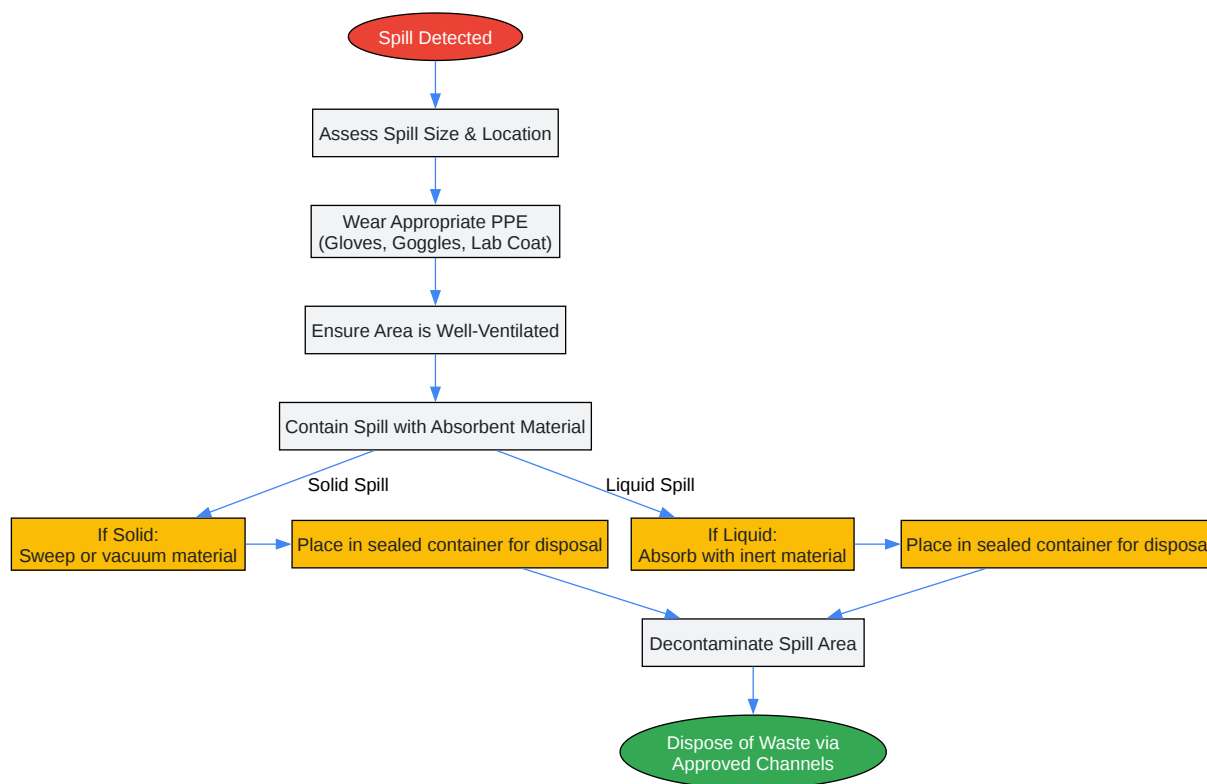 Spill Detected
Assess Spill Size & Location
Wear Appropriate PPE
(Gloves, Goggles, Lab Coat)
Ensure Area is Well-Ventilated
Contain Spill with Absorbent Material
Solid Spill
Liquid Spill
If Solid:
Sweep or vacuum material
Place in sealed container for disposal
If Liquid:
Absorb with inert material
Place in sealed container for disposal
Decontaminate Spill Area
Dispose of Waste via
Approved Channels